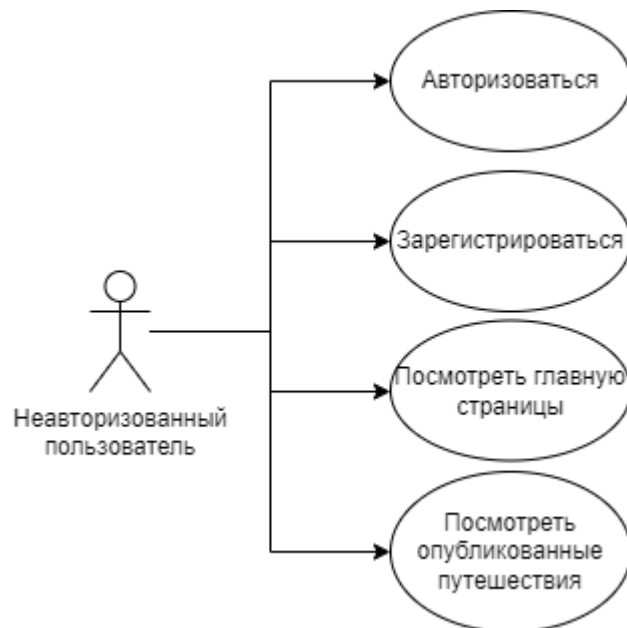 Авторизоваться
Зарегистрироваться
Неавторизованный
пользователь
Посмотреть главную
страницы
Посмотреть
опубликованные
путешествия